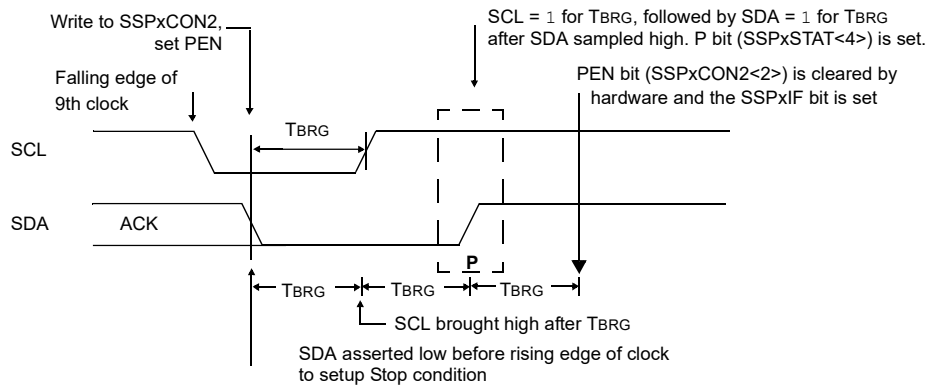 Write to SSPxCON2,
set PEN
SCL = 1 for TBRG, followed by SDA = 1 for TBRG
after SDA sampled high. P bit (SSPxSTAT<4>) is set.
Falling edge of
9th clock
PEN bit (SSPxCON2<2>) is cleared by
hardware and the SSPxIF bit is set
TBRG
SCL
SDA
ACK
P
TBRG
TBRG
TBRG
SCL brought high after TBRG
SDA asserted low before rising edge of clock
to setup Stop condition